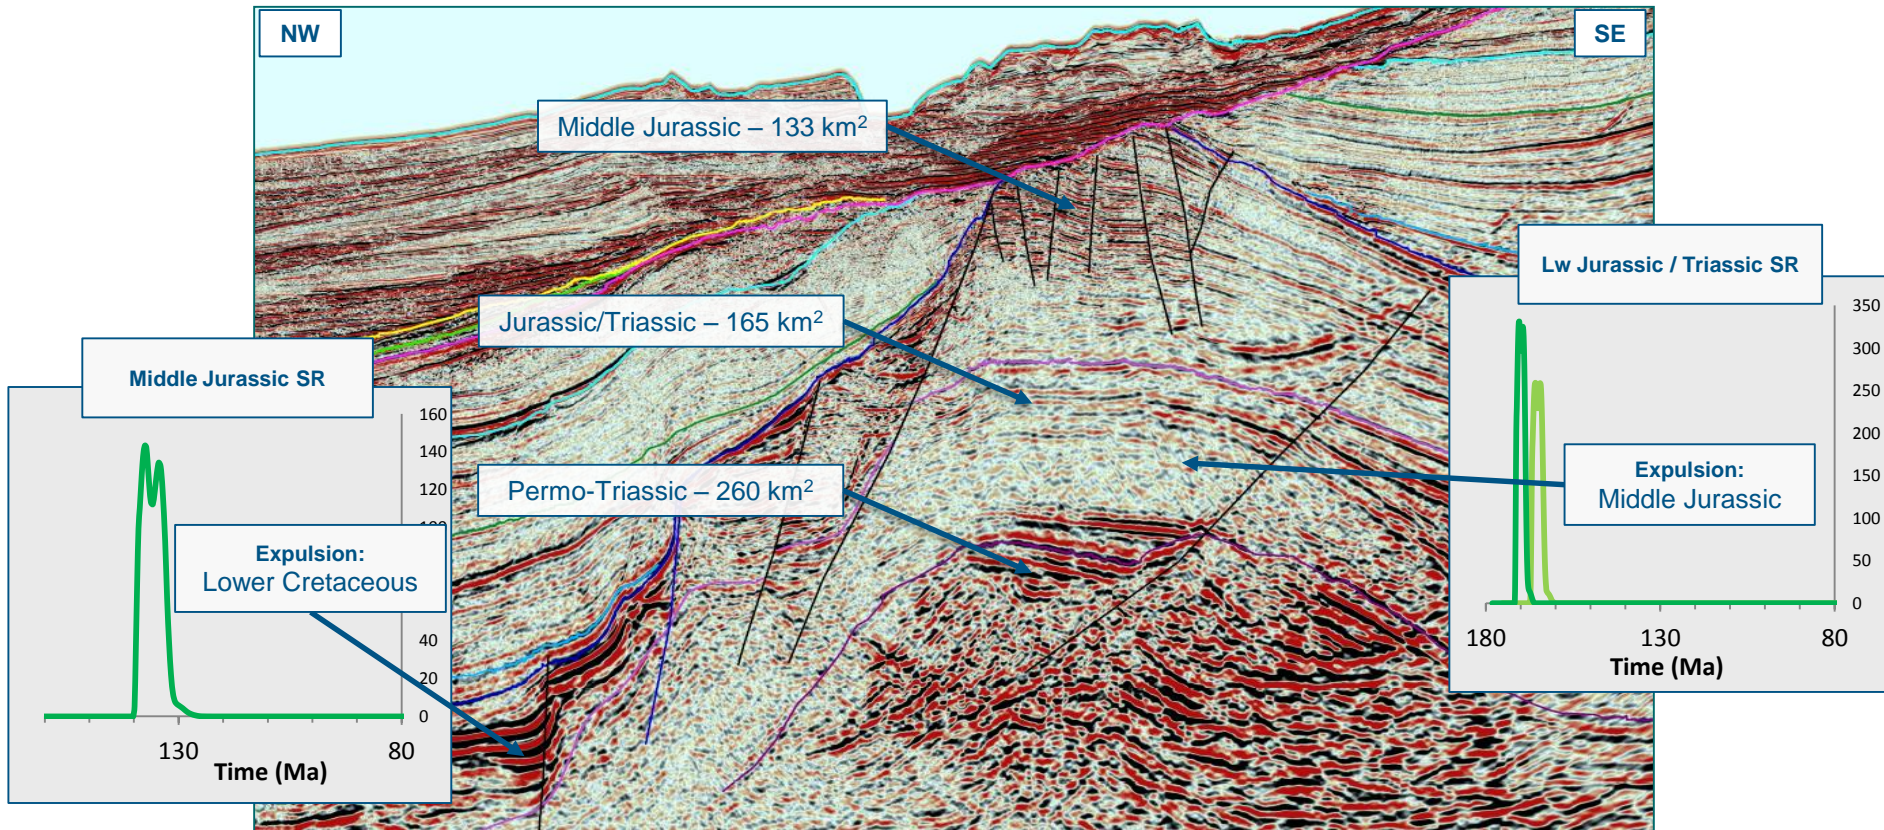 NW
SE
Middle Jurassic – 133 km²
Lw Jurassic / Triassic SR
350
300
250
200
150
100
50
0
180
130
80
Time (Ma)
Expulsion:
Middle Jurassic
Jurassic/Triassic – 165 km²
Permo-Triassic – 260 km²
Middle Jurassic SR
160
140
120
40
20
0
130
80
Time (Ma)
Expulsion:
Lower Cretaceous